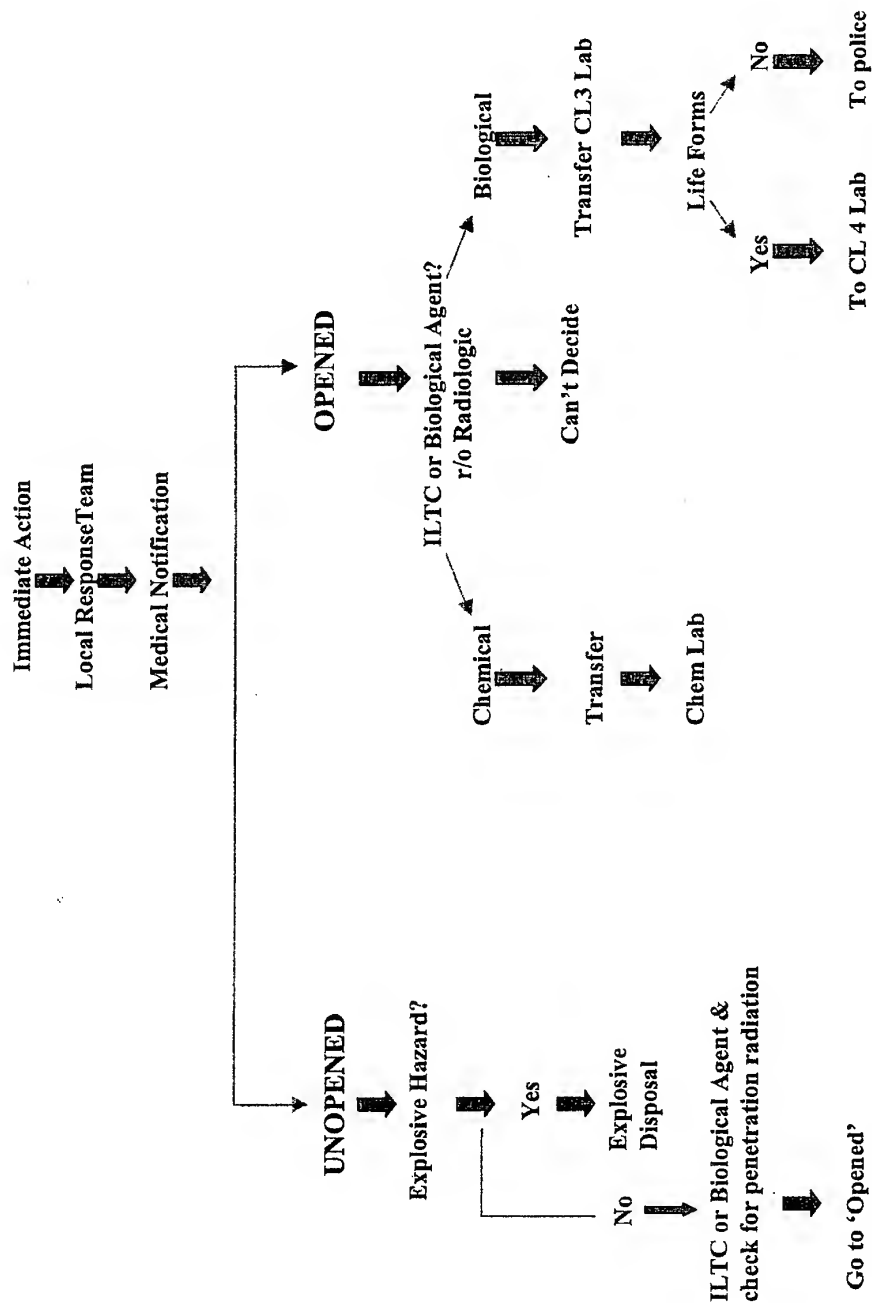 Immediate Action
Local ResponseTeam
Medical Notification
UNOPENED
Explosive Hazard?
Yes
Explosive
Disposal
No
ILTC or Biological Agent &
check for penetration radiation
Go to ‘Opened’
OPENED
ILTC or Biological Agent?
r/o Radiologic
Chemical
Transfer
Chem Lab
Can't Decide
Biological
Transfer CL3 Lab
Life Forms
Yes
To CL 4 Lab
No
To police